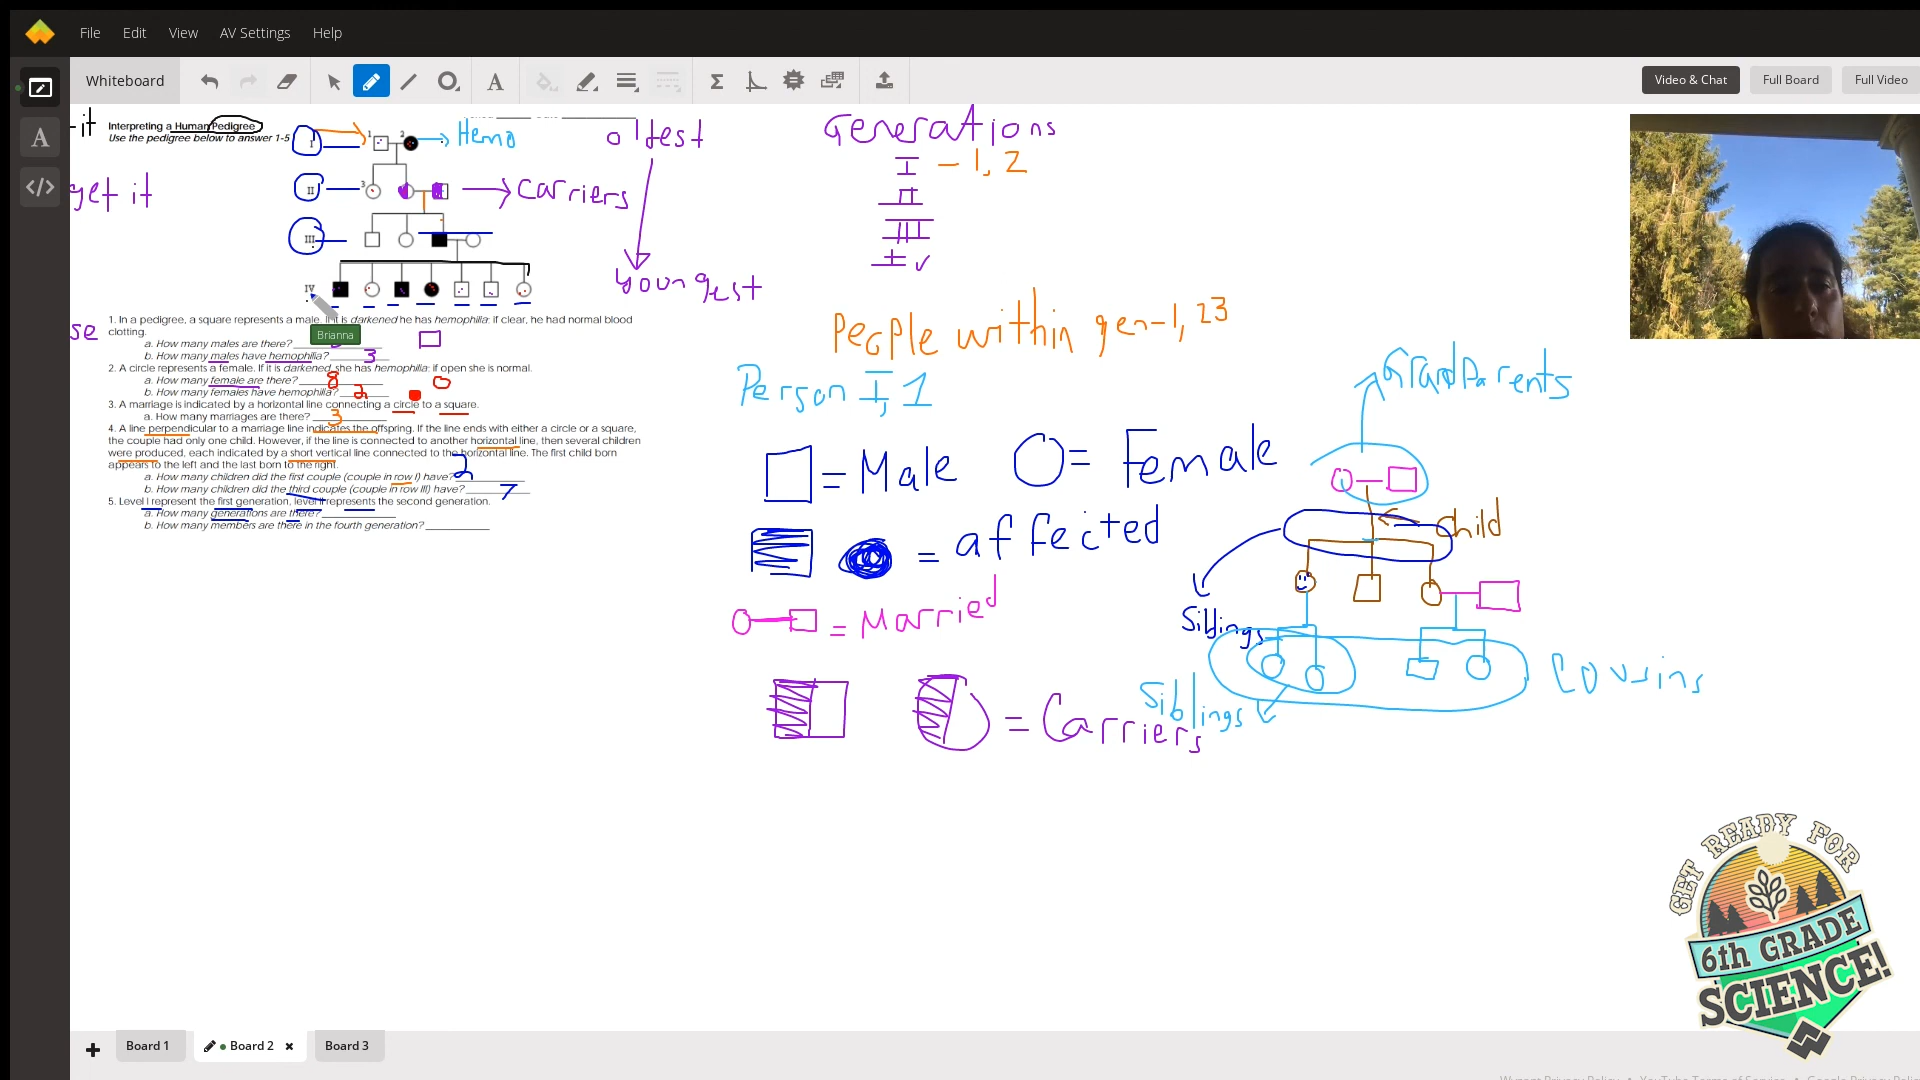 File Edit View AV Settings Help
Whiteboard
Video & Chat Full Board Full Video
it
get it
se
Interpreting a Human Pedigree
Use the pedigree below to answer 1-5
I 1 2 Hemo
II 3 Carriers
III
IV
oldest
Youngest
1. In a pedigree, a square represents a male. If it is darkened he has hemophilia: if clear, he had normal blood
clotting.
Brianna
a. How many males are there?
b. How many males have hemophilia? 3
2. A circle represents a female. If it is darkened, she has hemophilia: if open she is normal.
a. How many female are there? 8
b. How many females have hemophilia? 2
3. A marriage is indicated by a horizontal line connecting a circle to a square.
a. How many marriages are there? 3
4. A line perpendicular to a marriage line indicates the offspring. If the line ends with either a circle or a square,
the couple had only one child. However, if the line is connected to another horizontal line, then several children
were produced, each indicated by a short vertical line connected to the horizontal line. The first child born
appears to the left and the last born to the right.
a. How many children did the first couple (couple in row I) have? 2
b. How many children did the third couple (couple in row III) have? 7
5. Level I represent the first generation, level II represents the second generation.
a. How many generations are there?
b. How many members are there in the fourth generation?
Generations
I - 1, 2
II
III
IV
People within gen-1, 2 3
Person I, 1
= Male = Female
= affected
= Married
= Carriers
GrandParents
Child
Siblings
Siblings
Cousins
GET READY FOR
6th GRADE
SCIENCE!
Board 1 Board 2 Board 3